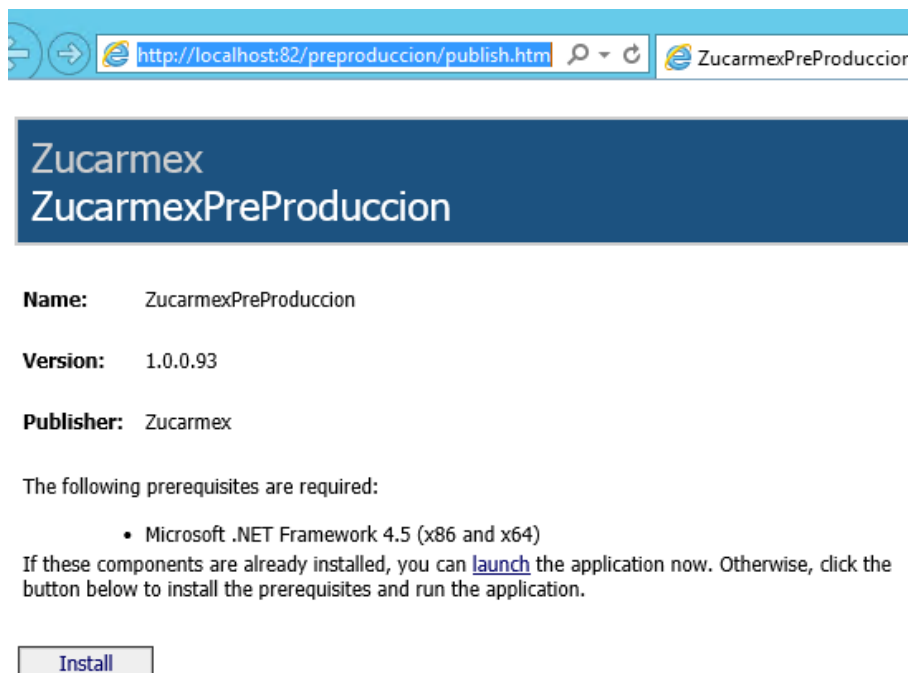 http://localhost:82/preproduccion/publish.htm
ZucarmexPreProduccion
Zucarmex
ZucarmexPreProduccion
Name: ZucarmexPreProduccion
Version: 1.0.0.93
Publisher: Zucarmex
The following prerequisites are required:
• Microsoft .NET Framework 4.5 (x86 and x64)
If these components are already installed, you can launch the application now. Otherwise, click the
button below to install the prerequisites and run the application.
Install